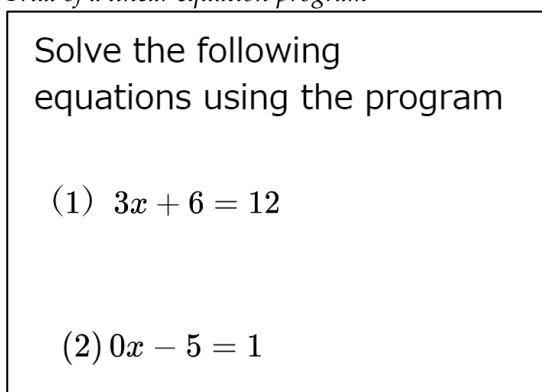 Trial of a linear equation program
Solve the following
equations using the program
(1) 3x + 6 = 12
(2) 0x − 5 = 1